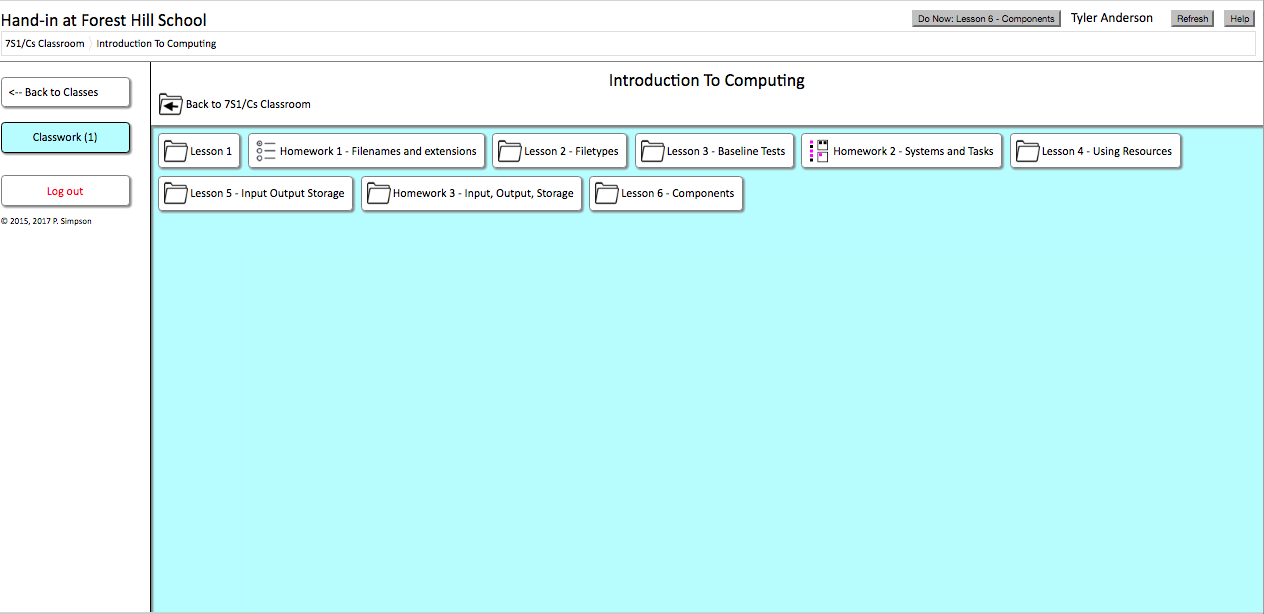 Hand-in at Forest Hill School
Do Now: Lesson 6 - Components
Tyler Anderson
Refresh
Help
7S1/Cs Classroom
Introduction To Computing
<-- Back to Classes
Classwork (1)
Log out
© 2015, 2017 P. Simpson
Introduction To Computing
Back to 7S1/Cs Classroom
Lesson 1
Homework 1 - Filenames and extensions
Lesson 2 - Filetypes
Lesson 3 - Baseline Tests
Homework 2 - Systems and Tasks
Lesson 4 - Using Resources
Lesson 5 - Input Output Storage
Homework 3 - Input, Output, Storage
Lesson 6 - Components